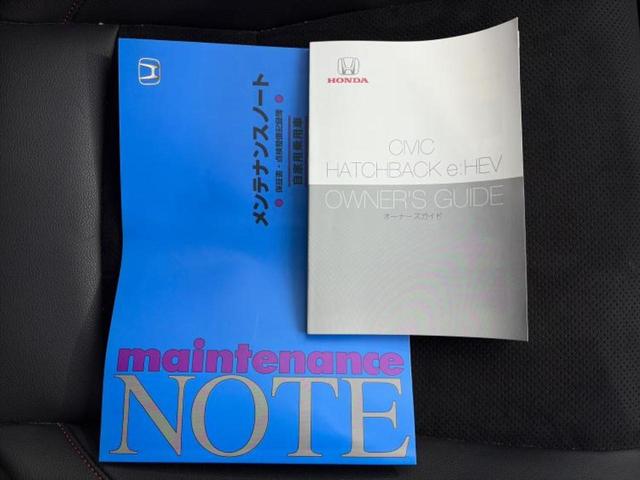 メンテナンスノート
● 保証書・点検整備記録簿 ●
自家用乗用車
maintenance
NOTE
HONDA
CIVIC
HATCHBACK e:HEV
OWNER'S GUIDE
オーナーズガイド